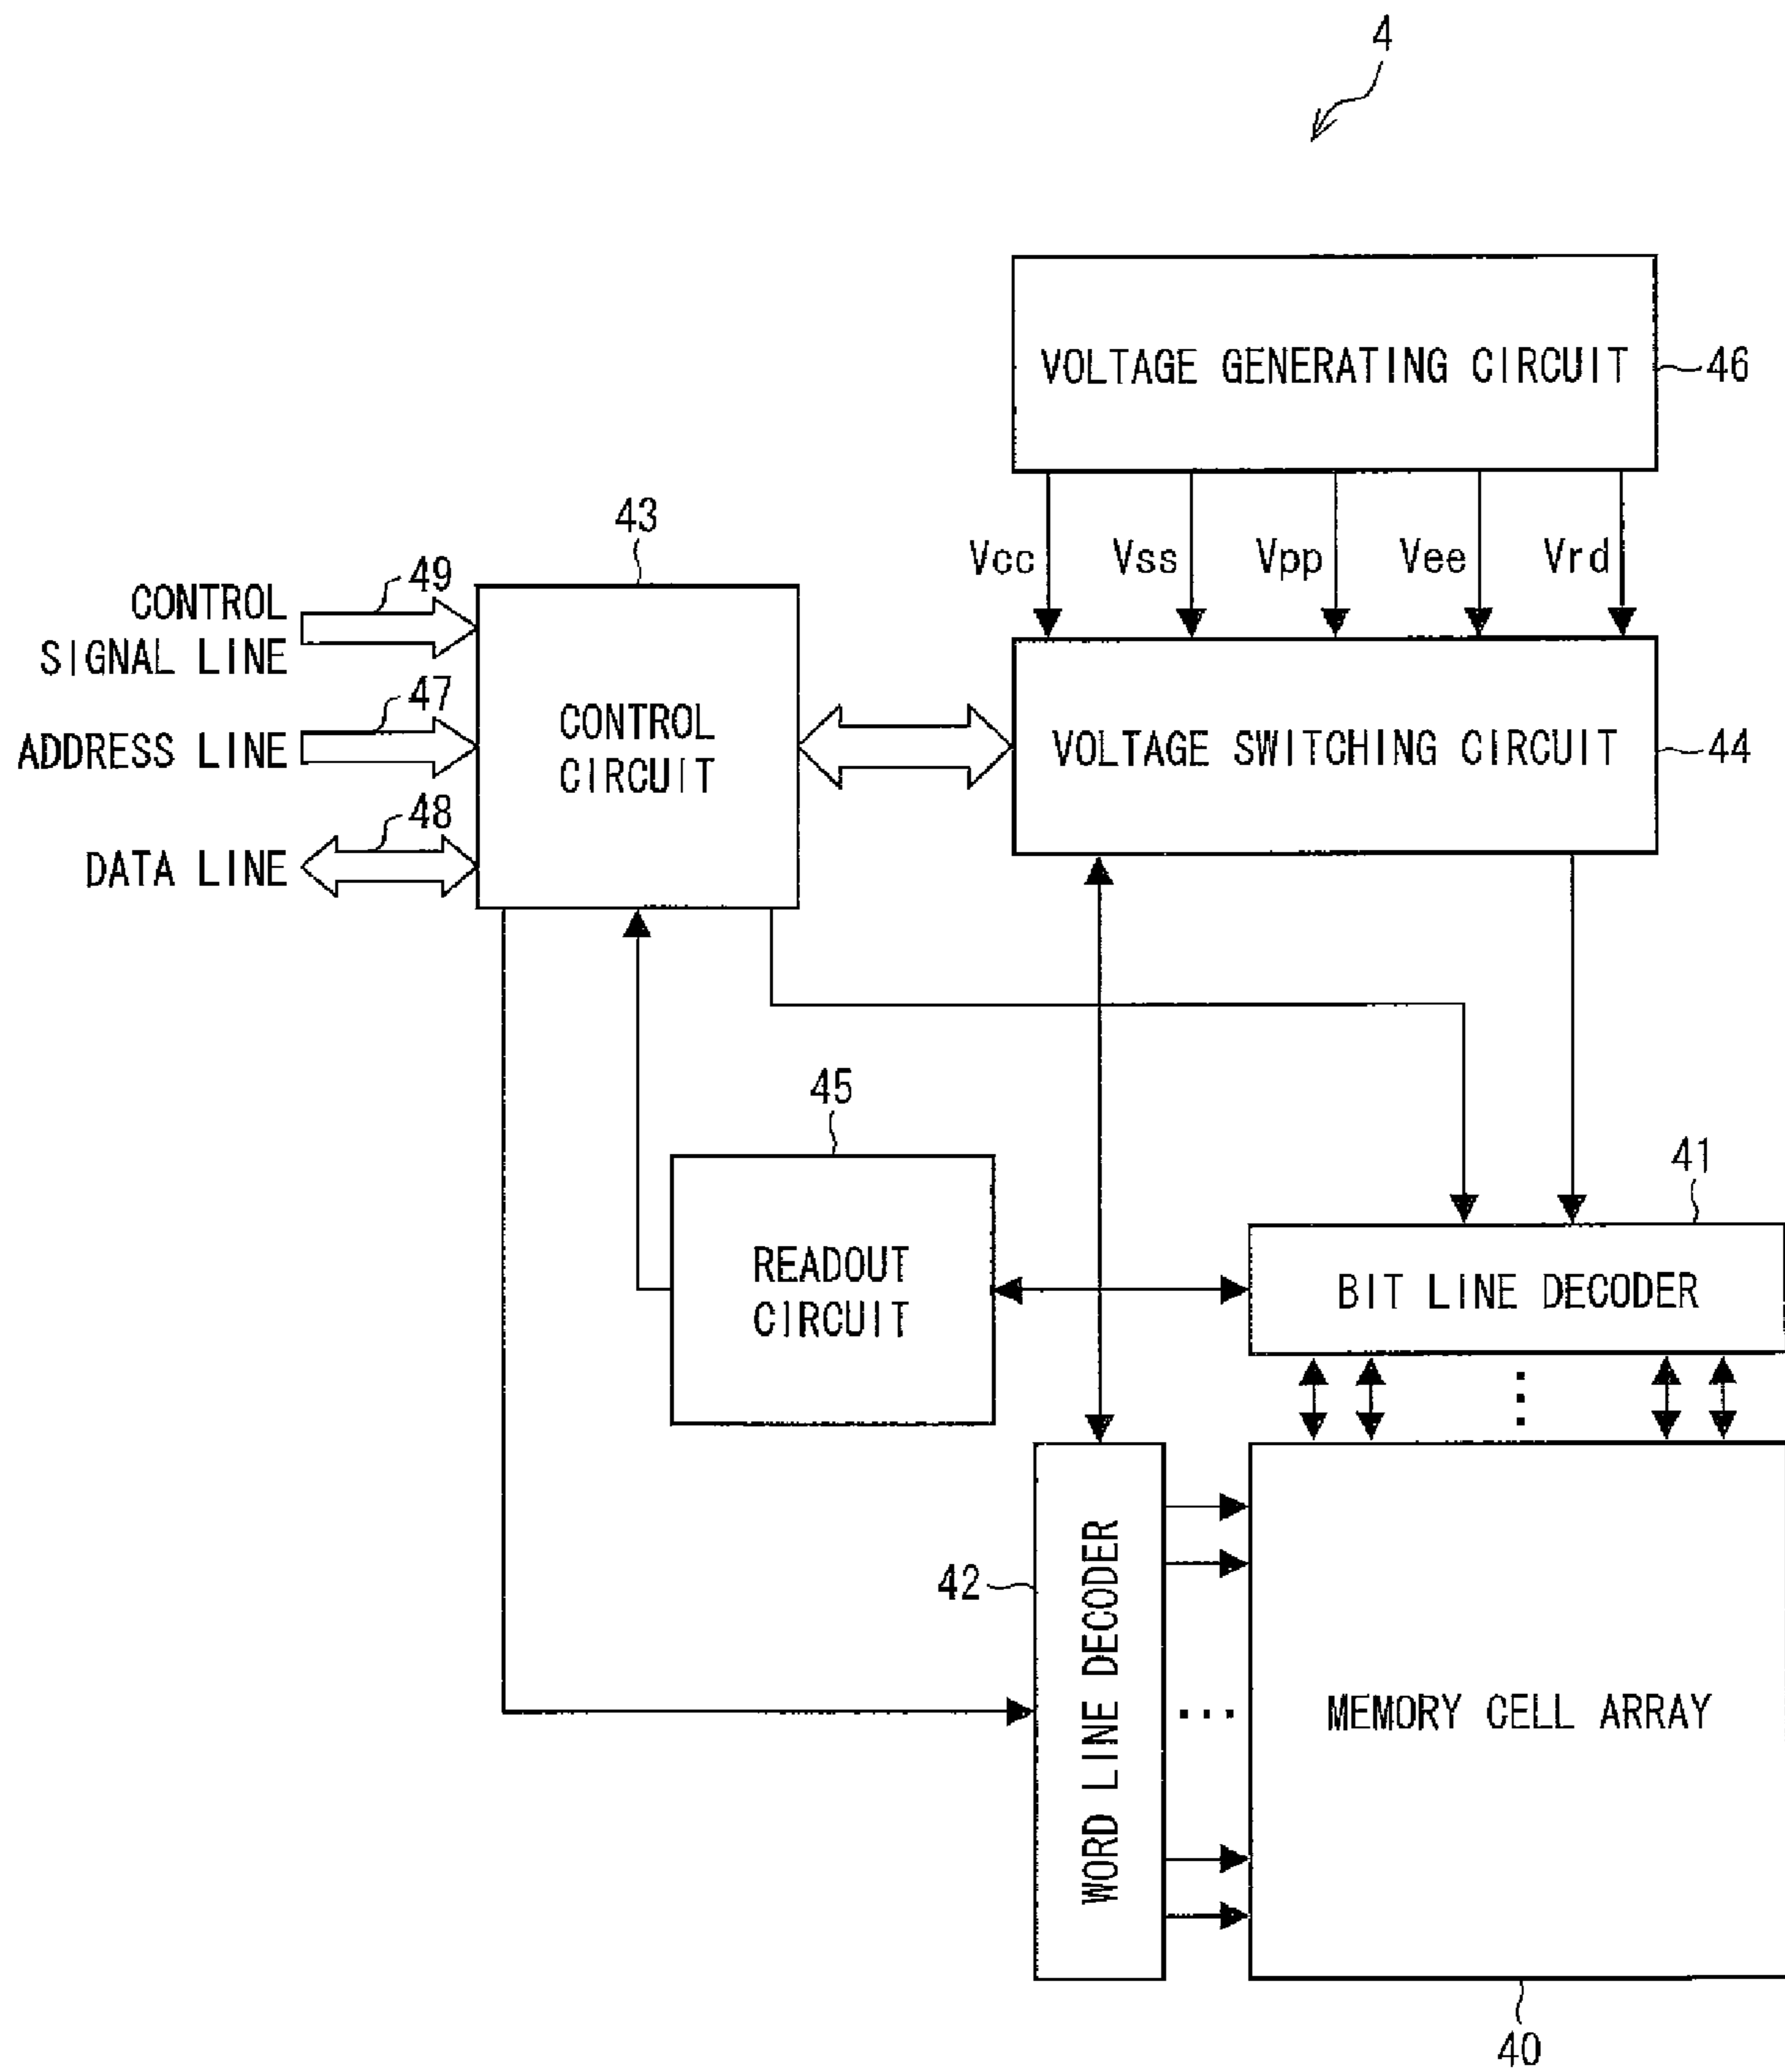 4
VOLTAGE GENERATING CIRCUIT
46
Vcc
Vss
Vpp
Vee
Vrd
43
CONTROL
SIGNAL LINE
49
ADDRESS LINE
47
DATA LINE
48
CONTROL
CIRCUIT
VOLTAGE SWITCHING CIRCUIT
44
45
READOUT
CIRCUIT
41
BIT LINE DECODER
42
WORD LINE DECODER
MEMORY CELL ARRAY
40